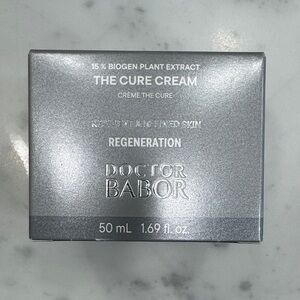 15 % BIOGEN PLANT EXTRACT
THE CURE CREAM
CRÈME THE CURE
SKIN
REGENERATION
DOCTOR
BABOR
50 mL 1.69 fl. oz.